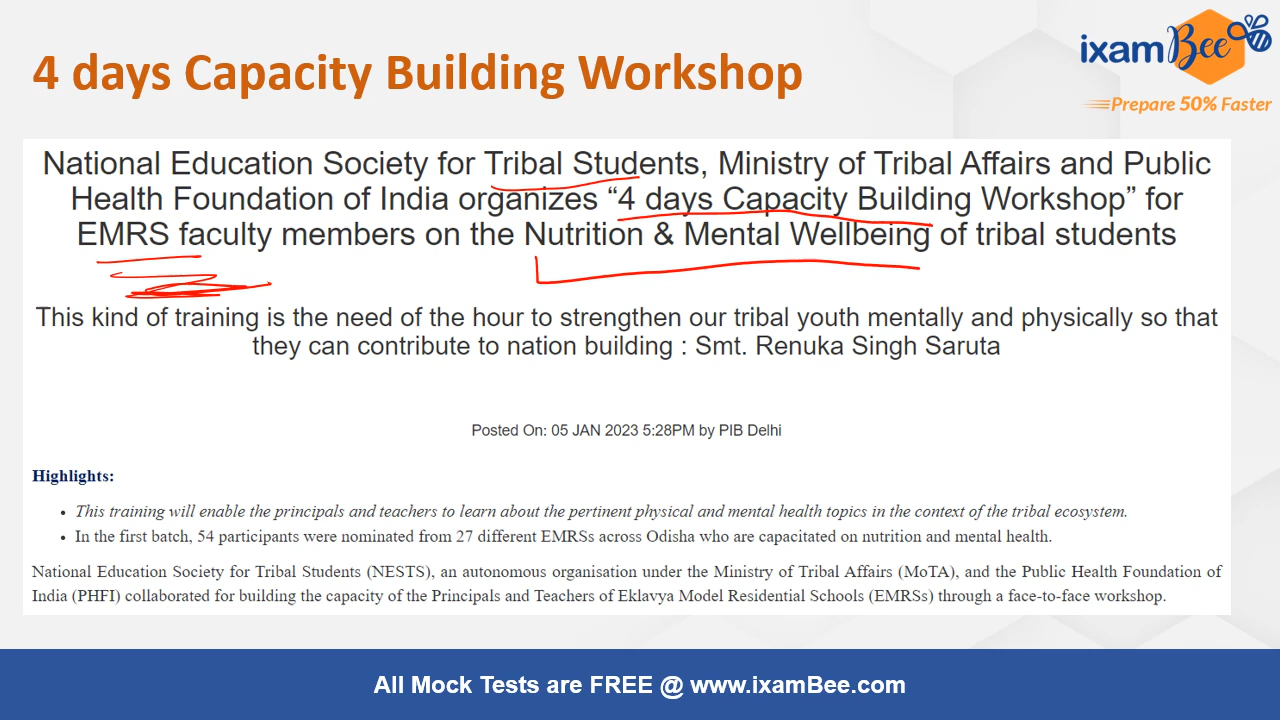 4 days Capacity Building Workshop
ixamBee
Prepare 50% Faster
National Education Society for Tribal Students, Ministry of Tribal Affairs and Public
Health Foundation of India organizes “4 days Capacity Building Workshop” for
EMRS faculty members on the Nutrition & Mental Wellbeing of tribal students
This kind of training is the need of the hour to strengthen our tribal youth mentally and physically so that
they can contribute to nation building : Smt. Renuka Singh Saruta
Posted On: 05 JAN 2023 5:28PM by PIB Delhi
Highlights:
• This training will enable the principals and teachers to learn about the pertinent physical and mental health topics in the context of the tribal ecosystem.
• In the first batch, 54 participants were nominated from 27 different EMRSs across Odisha who are capacitated on nutrition and mental health.
National Education Society for Tribal Students (NESTS), an autonomous organisation under the Ministry of Tribal Affairs (MoTA), and the Public Health Foundation of
India (PHFI) collaborated for building the capacity of the Principals and Teachers of Eklavya Model Residential Schools (EMRSs) through a face-to-face workshop.
All Mock Tests are FREE @ www.ixamBee.com